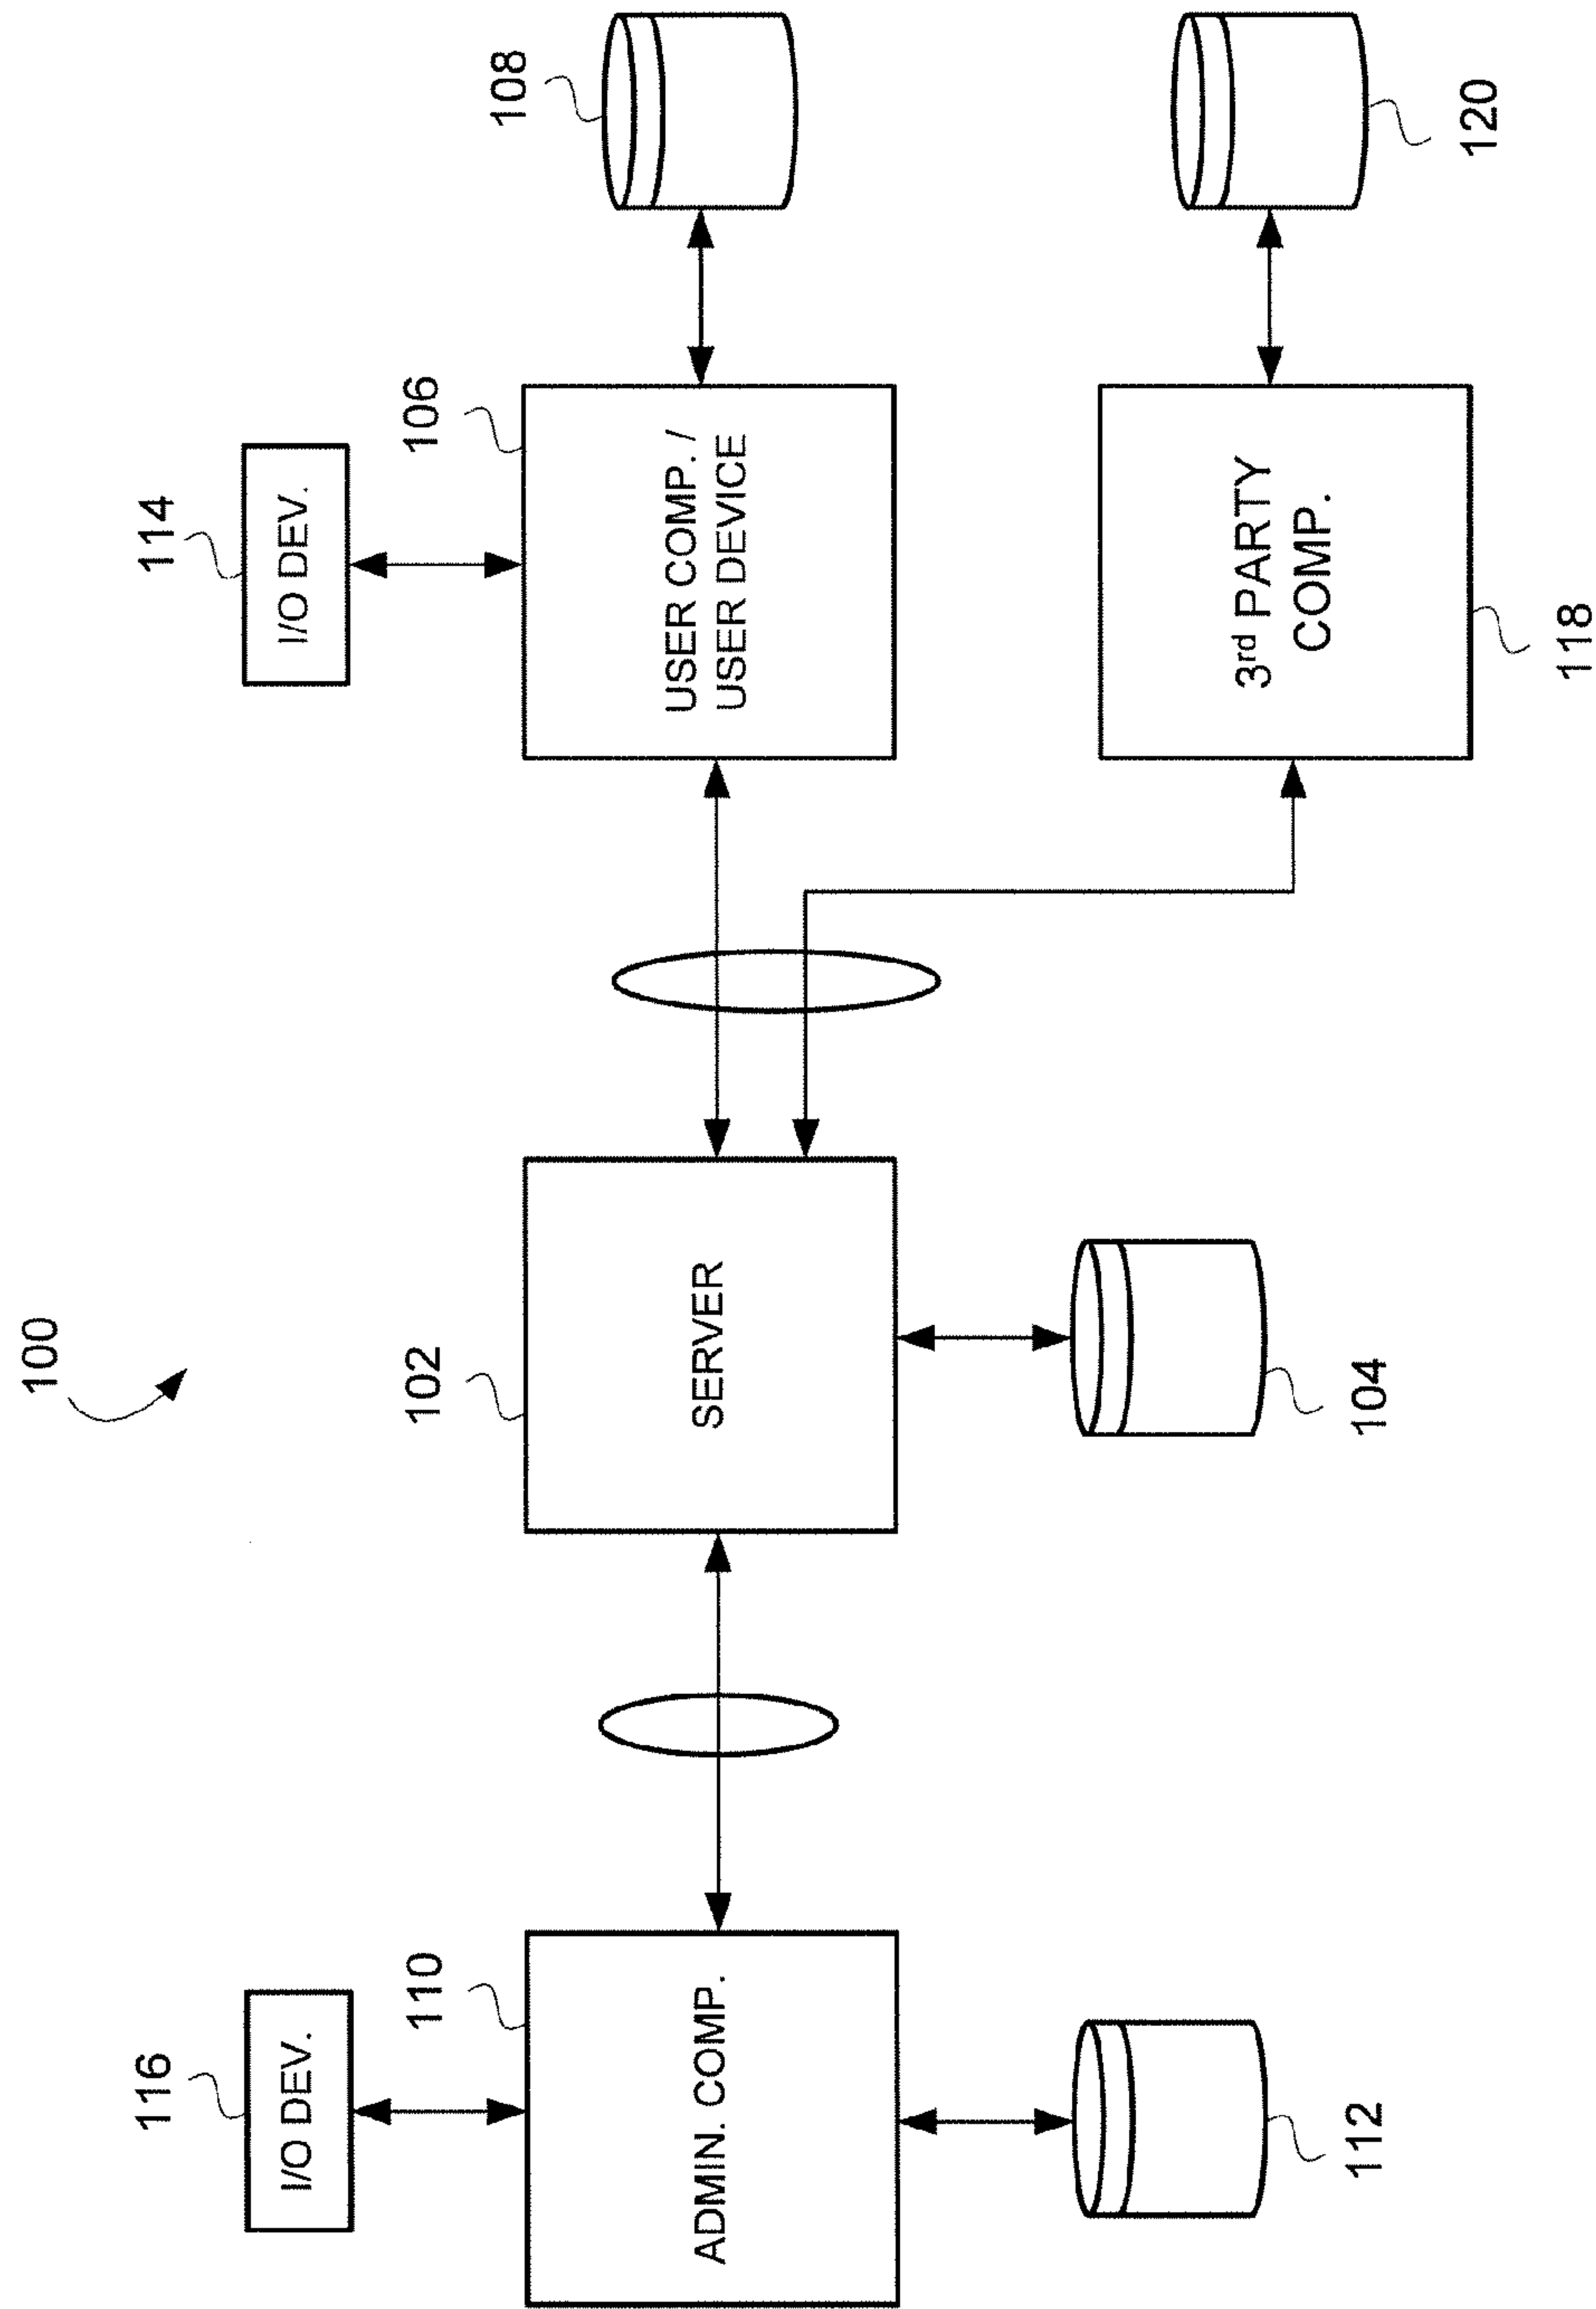 100
116
I/O DEV.
110
ADMIN. COMP.
112
102
SERVER
104
114
I/O DEV.
106
USER COMP. /
USER DEVICE
108
3rd PARTY
COMP.
118
120